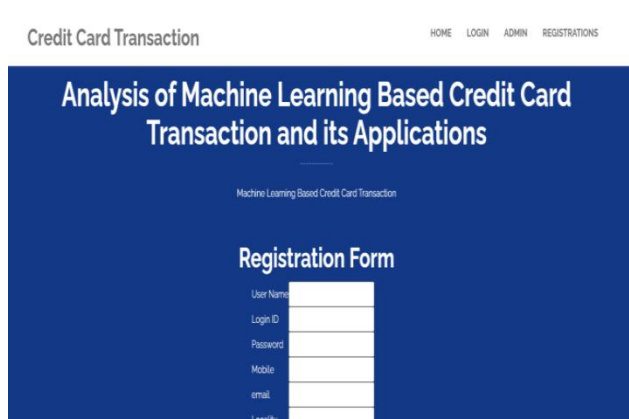 Credit Card Transaction
HOME LOGIN ADMIN REGISTRATIONS
Analysis of Machine Learning Based Credit Card
Transaction and its Applications
Machine Learning Based Credit Card Transaction
Registration Form
User Name
Login ID
Password
Mobile
email